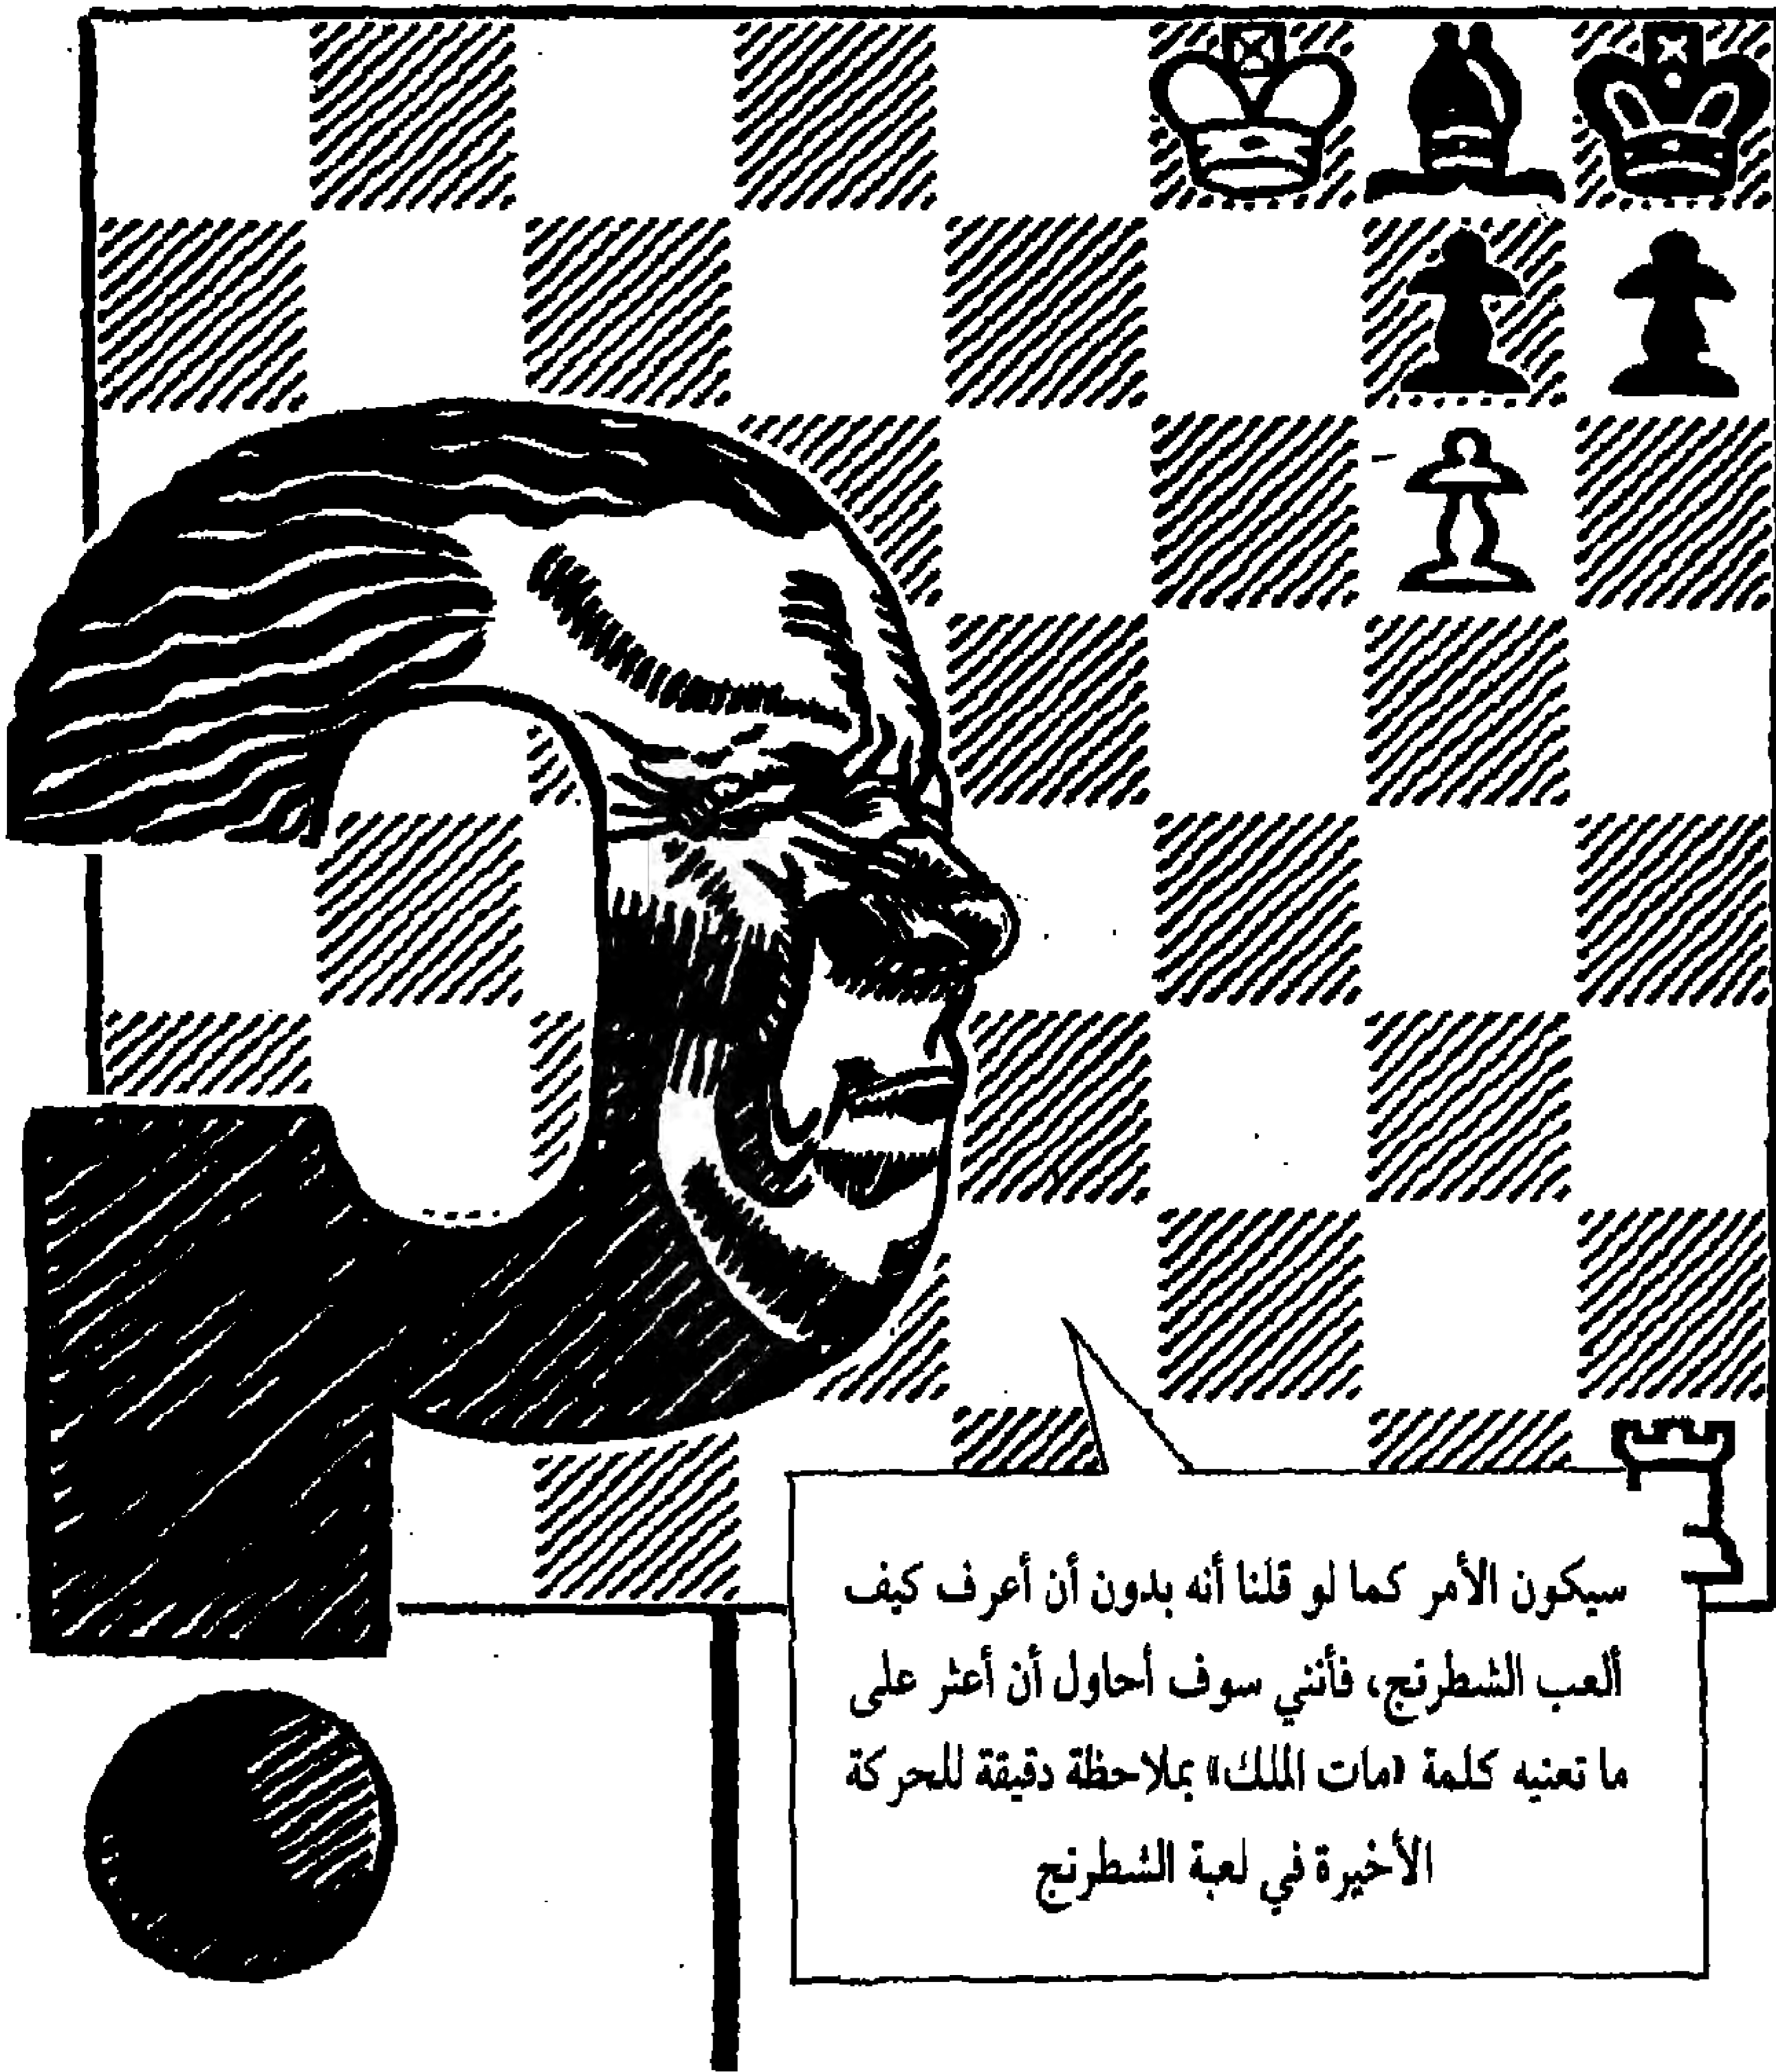 سيكون الأمر كما لو قلنا أنه بدون أن أعرف كيف
ألعب الشطرنج، فأنني سوف أحاول أن أعثر على
ما تعنيه كلمة «مات الملك» بملاحظة دقيقة للحركة
الأخيرة في لعبة الشطرنج